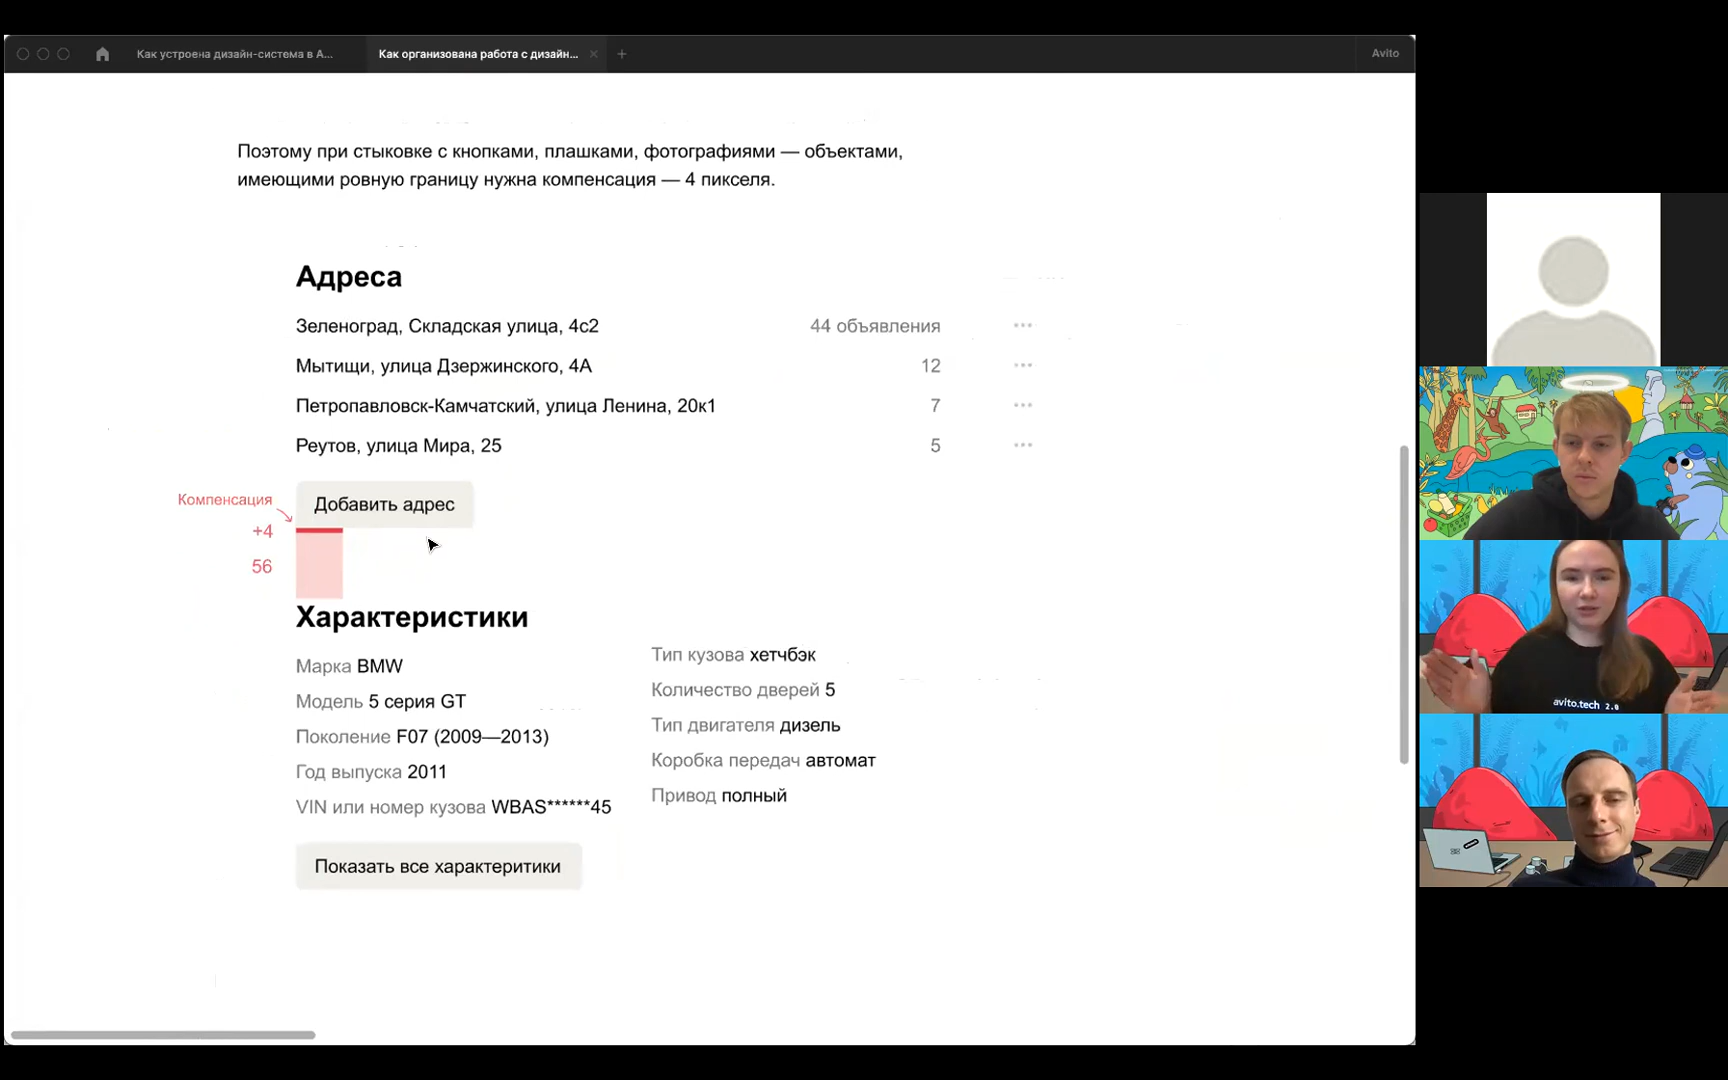 Как устроена дизайн-система в А...
Как организована работа с дизайн...
Avito
Поэтому при стыковке с кнопками, плашками, фотографиями — объектами,
имеющими ровную границу нужна компенсация — 4 пикселя.
Адреса
Зеленоград, Складская улица, 4с2 44 объявления
Мытищи, улица Дзержинского, 4А 12
Петропавловск-Камчатский, улица Ленина, 20к1 7
Реутов, улица Мира, 25 5
Добавить адрес
Компенсация
+4
56
Характеристики
Марка BMW
Модель 5 серия GT
Поколение F07 (2009—2013)
Год выпуска 2011
VIN или номер кузова WBAS******45
Тип кузова хетчбэк
Количество дверей 5
Тип двигателя дизель
Коробка передач автомат
Привод полный
Показать все характеритики
avito.tech 2.0